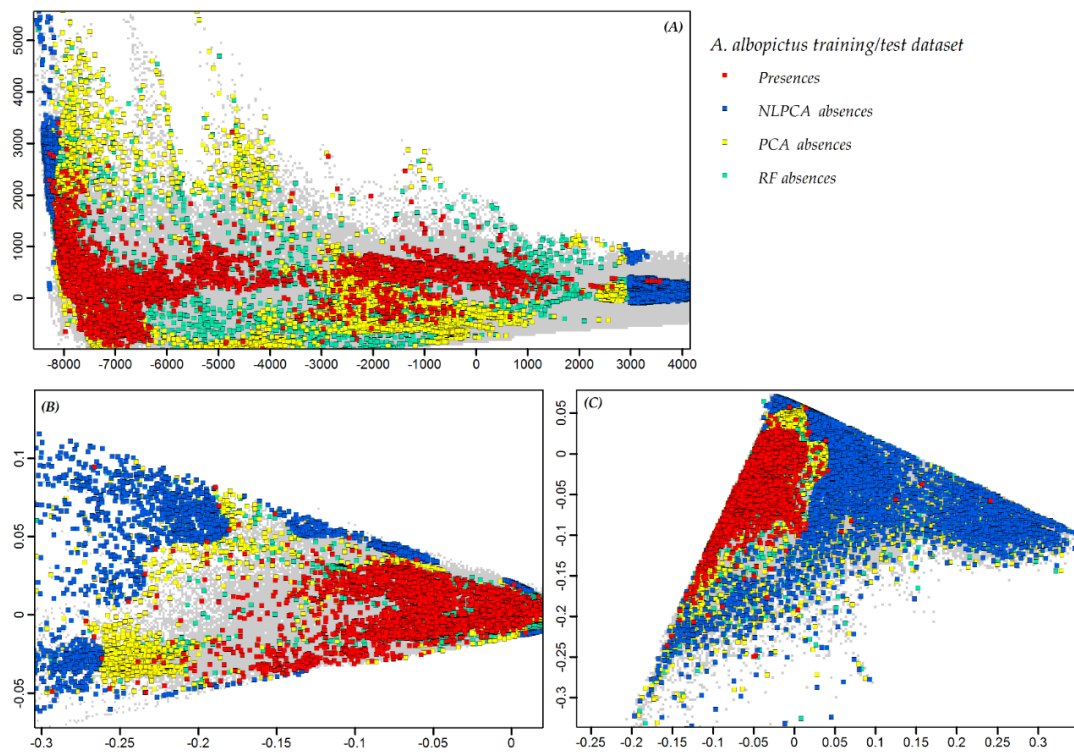 (A)
5000
4000
3000
2000
1000
0
-8000 -7000 -6000 -5000 -4000 -3000 -2000 -1000 0 1000 2000 3000 4000
A. albopictus training/test dataset
Presences
NLPCA absences
PCA absences
RF absences
(B)
0.1
0.05
0
-0.05
-0.3 -0.25 -0.2 -0.15 -0.1 -0.05 0
(C)
0.05
0
-0.05
-0.1
-0.15
-0.2
-0.25
-0.3
-0.25 -0.2 -0.15 -0.1 -0.05 0 0.05 0.1 0.15 0.2 0.25 0.3